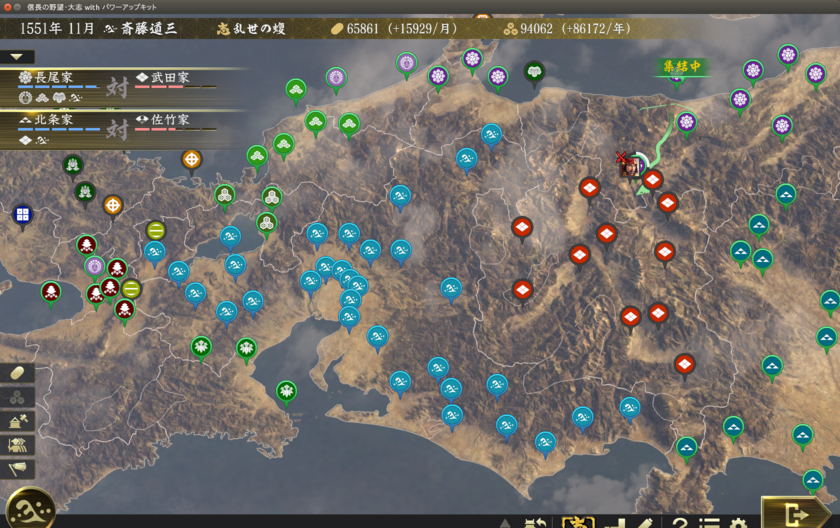 信長の野望・大志 with パワーアップキット
1551年 11月 斎藤道三 乱世の蝮 65861 (+15929/月) 94062 (+86172/年)
長尾家 対 武田家
北条家 対 佐竹家
集結中